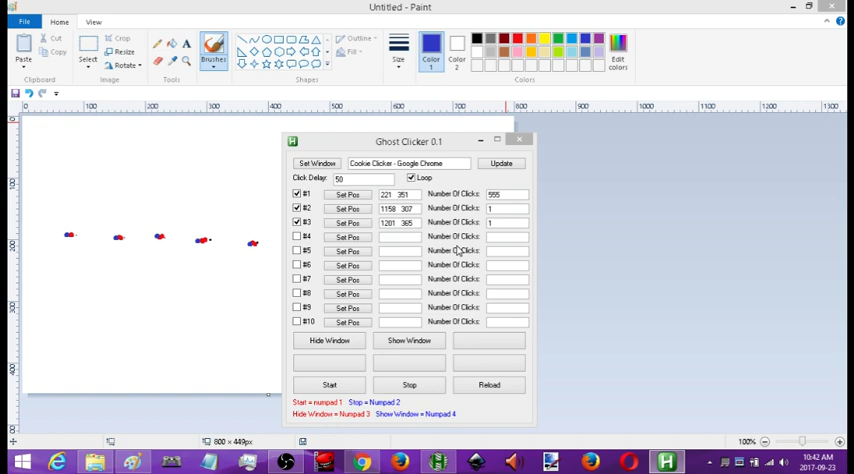 Untitled - Paint
File Home View
Cut
Copy
Paste
Clipboard
Select
Crop
Resize
Rotate
Image
Tools
Brushes
Outline
Fill
Shapes
Size
Color 1
Color 2
Edit colors
Colors
0 100 200 300 400 500 600 700 800 900 1000 1100 1200 1300
0
100
200
300
400
500
Ghost Clicker 0.1
Set Window Cookie Clicker - Google Chrome Update
Click Delay: 50 Loop
#1 Set Pos 221 351 Number Of Clicks: 555
#2 Set Pos 1158 307 Number Of Clicks: 1
#3 Set Pos 1201 365 Number Of Clicks: 1
#4 Set Pos Number Of Clicks:
#5 Set Pos Number Of Clicks:
#6 Set Pos Number Of Clicks:
#7 Set Pos Number Of Clicks:
#8 Set Pos Number Of Clicks:
#9 Set Pos Number Of Clicks:
#10 Set Pos Number Of Clicks:
Hide Window Show Window
Start Stop Reload
Start = numpad 1 Stop = Numpad 2
Hide Window = Numpad 3 Show Window = Numpad 4
800 × 449px
100%
10:42 AM
2017-09-23